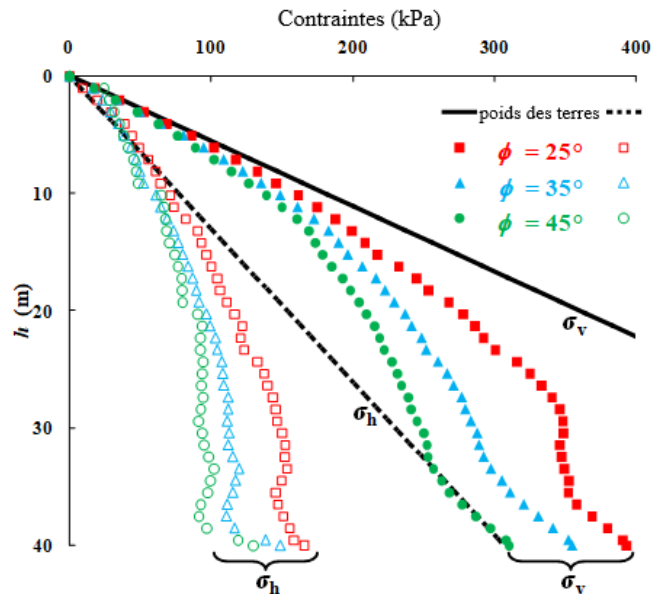 Contraintes (kPa)
0 100 200 300 400
0
10
20
30
40
h (m)
poids des terres
ϕ = 25°
ϕ = 35°
ϕ = 45°
σv
σh
σh
σv